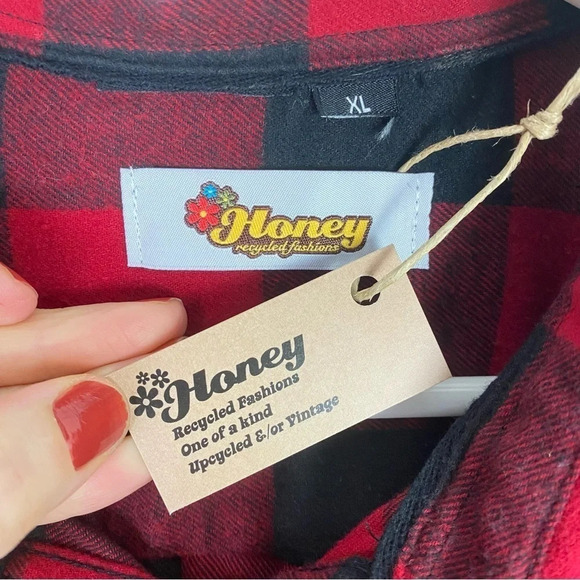 XL
Honey
recycled fashions
Honey
Recycled Fashions
One of a kind
Upcycled &/or Vintage